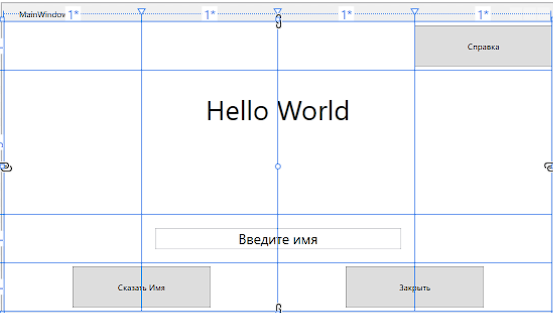 MainWindow
1* 1* 1* 1*
Справка
Hello World
Введите имя
Сказать Имя
Закрыть